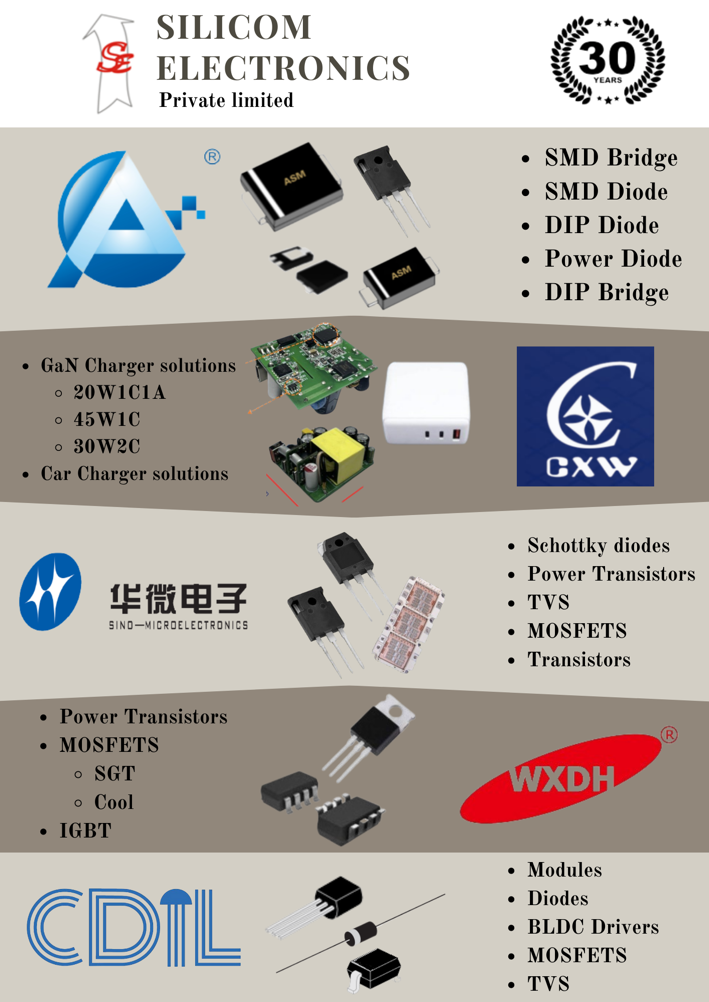 SILICOM
ELECTRONICS
Private limited
SE
30
YEARS
A+
®
ASM
ASM
• SMD Bridge
• SMD Diode
• DIP Diode
• Power Diode
• DIP Bridge
• GaN Charger solutions
○ 20W1C1A
○ 45W1C
○ 30W2C
• Car Charger solutions
CXW
华微电子
SINO—MICROELECTRONICS
• Schottky diodes
• Power Transistors
• TVS
• MOSFETS
• Transistors
• Power Transistors
• MOSFETS
○ SGT
○ Cool
• IGBT
WXDH
®
CDIL
• Modules
• Diodes
• BLDC Drivers
• MOSFETS
• TVS